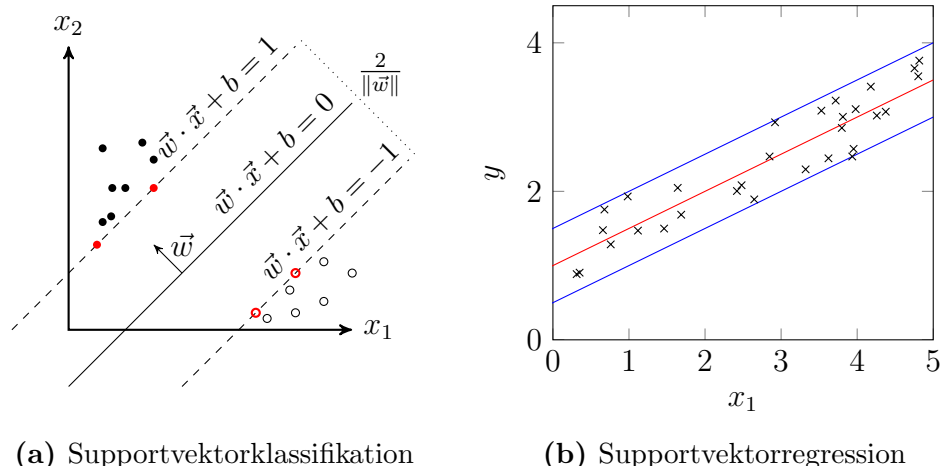 x₂
2/‖w⃗‖
w⃗ · x⃗ + b = 1
w⃗ · x⃗ + b = 0
w⃗ · x⃗ + b = −1
w⃗
x₁
(a) Supportvektorklassifikation
4
2
0
y
0 1 2 3 4 5
x₁
(b) Supportvektorregression